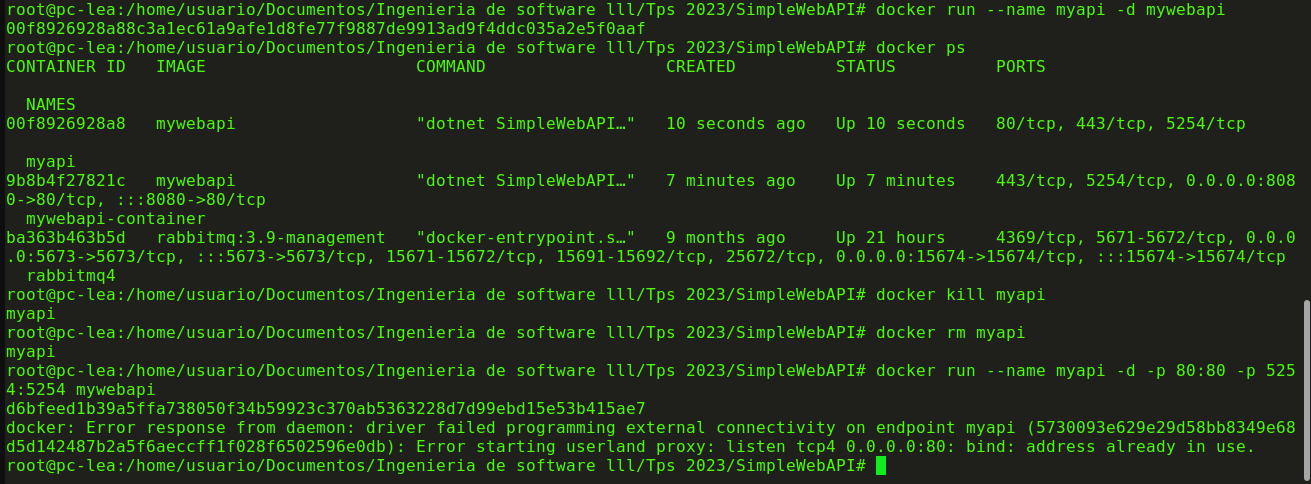 root@pc-lea:/home/usuario/Documentos/Ingenieria de software lll/Tps 2023/SimpleWebAPI# docker run --name myapi -d mywebapi
00f8926928a88c3a1ec61a9afe1d8fe77f9887de9913ad9f4ddc035a2e5f0aaf
root@pc-lea:/home/usuario/Documentos/Ingenieria de software lll/Tps 2023/SimpleWebAPI# docker ps
CONTAINER ID   IMAGE                     COMMAND                  CREATED          STATUS          PORTS
  NAMES
00f8926928a8   mywebapi                  "dotnet SimpleWebAPI…"   10 seconds ago   Up 10 seconds   80/tcp, 443/tcp, 5254/tcp
  myapi
9b8b4f27821c   mywebapi                  "dotnet SimpleWebAPI…"   7 minutes ago    Up 7 minutes    443/tcp, 5254/tcp, 0.0.0.0:808
0->80/tcp, :::8080->80/tcp
  mywebapi-container
ba363b463b5d   rabbitmq:3.9-management   "docker-entrypoint.s…"   9 months ago     Up 21 hours     4369/tcp, 5671-5672/tcp, 0.0.0
.0:5673->5673/tcp, :::5673->5673/tcp, 15671-15672/tcp, 15691-15692/tcp, 25672/tcp, 0.0.0.0:15674->15674/tcp, :::15674->15674/tcp
  rabbitmq4
root@pc-lea:/home/usuario/Documentos/Ingenieria de software lll/Tps 2023/SimpleWebAPI# docker kill myapi
myapi
root@pc-lea:/home/usuario/Documentos/Ingenieria de software lll/Tps 2023/SimpleWebAPI# docker rm myapi
myapi
root@pc-lea:/home/usuario/Documentos/Ingenieria de software lll/Tps 2023/SimpleWebAPI# docker run --name myapi -d -p 80:80 -p 525
4:5254 mywebapi
d6bfeed1b39a5ffa738050f34b59923c370ab5363228d7d99ebd15e53b415ae7
docker: Error response from daemon: driver failed programming external connectivity on endpoint myapi (5730093e629e29d58bb8349e68
d5d142487b2a5f6aeccff1f028f6502596e0db): Error starting userland proxy: listen tcp4 0.0.0.0:80: bind: address already in use.
root@pc-lea:/home/usuario/Documentos/Ingenieria de software lll/Tps 2023/SimpleWebAPI#